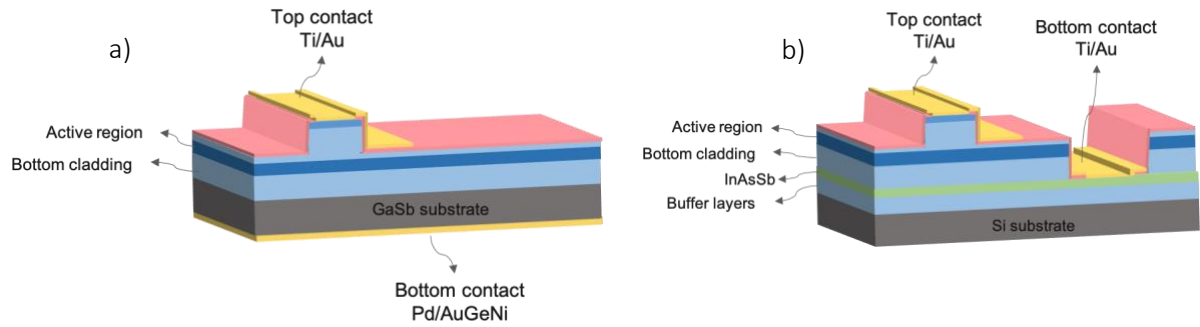 a)
Top contact
Ti/Au
Active region
Bottom cladding
GaSb substrate
Bottom contact
Pd/AuGeNi
b)
Top contact
Ti/Au
Bottom contact
Ti/Au
Active region
Bottom cladding
InAsSb
Buffer layers
Si substrate